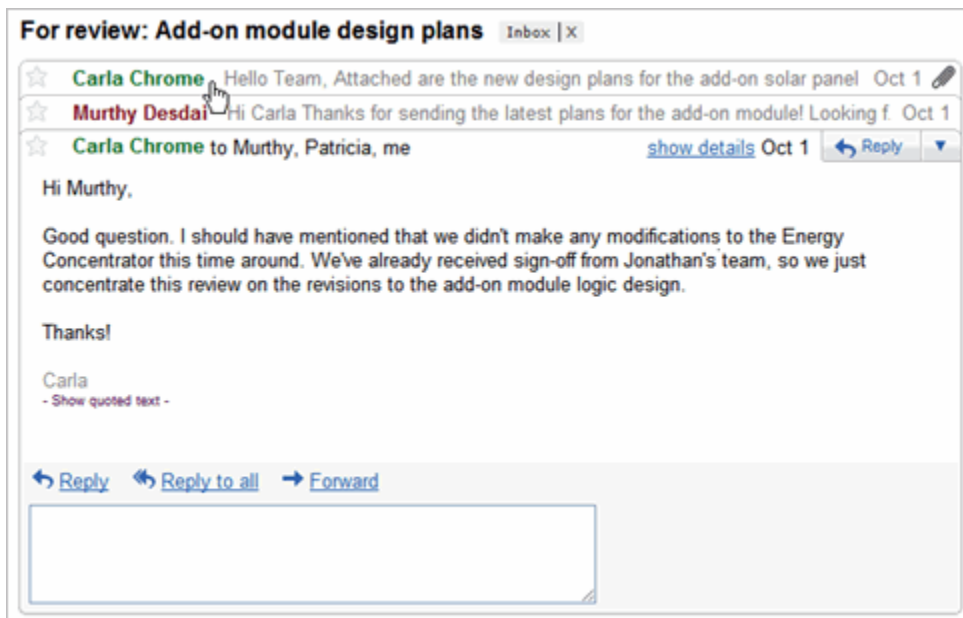 For review: Add-on module design plans Inbox | X
Carla Chrome Hello Team, Attached are the new design plans for the add-on solar panel Oct 1
Murthy Desdai Hi Carla Thanks for sending the latest plans for the add-on module! Looking f. Oct 1
Carla Chrome to Murthy, Patricia, me show details Oct 1 Reply
Hi Murthy,
Good question. I should have mentioned that we didn't make any modifications to the Energy
Concentrator this time around. We've already received sign-off from Jonathan's team, so we just
concentrate this review on the revisions to the add-on module logic design.
Thanks!
Carla
- Show quoted text -
Reply Reply to all Forward